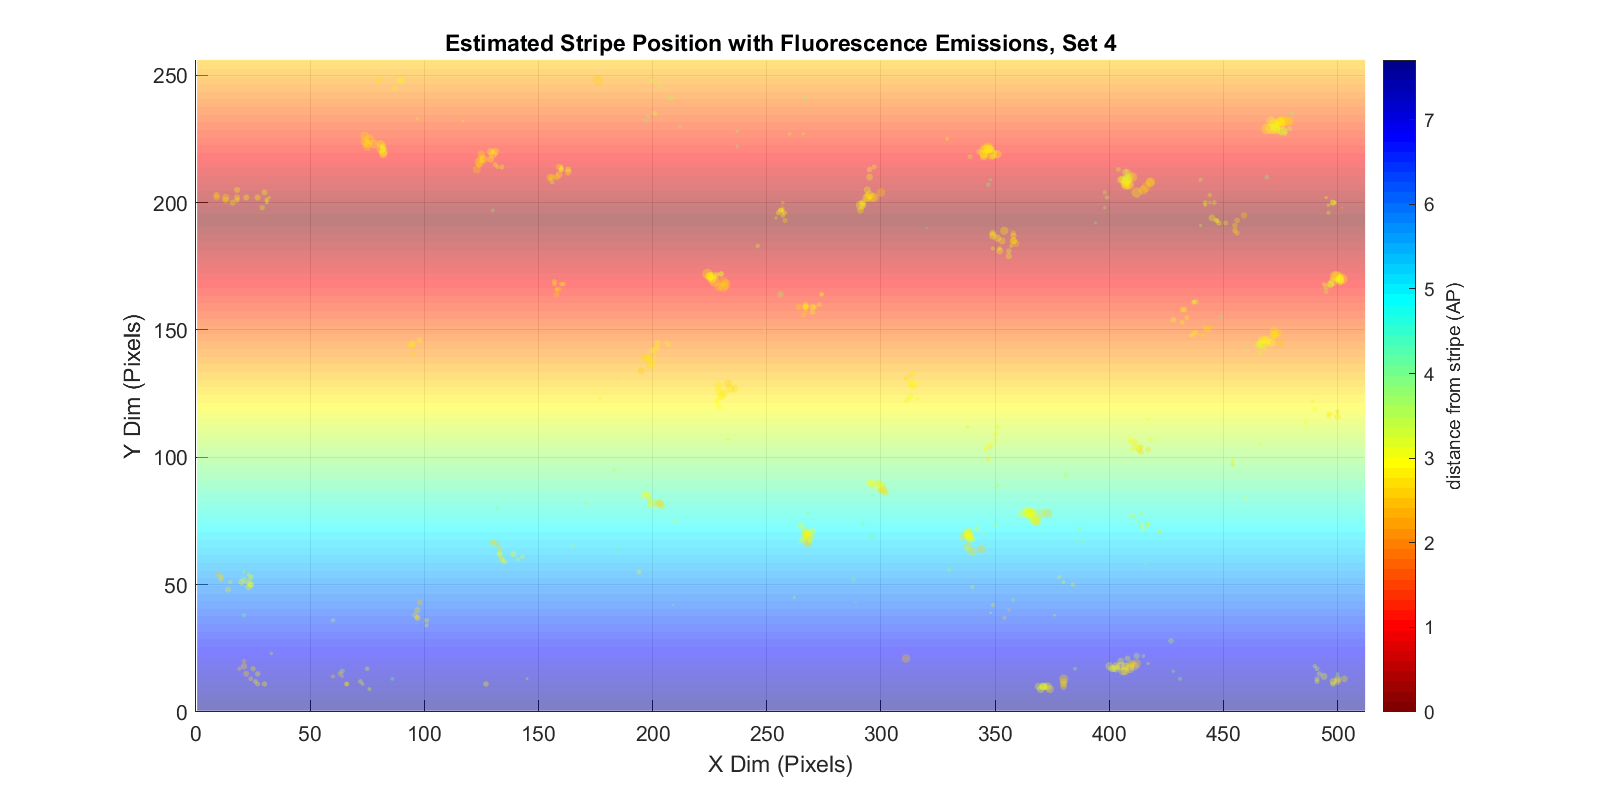 Estimated Stripe Position with Fluorescence Emissions, Set 4
250
200
150
100
50
0
Y Dim (Pixels)
0 50 100 150 200 250 300 350 400 450 500
X Dim (Pixels)
7
6
5
4
3
2
1
0
distance from stripe (AP)